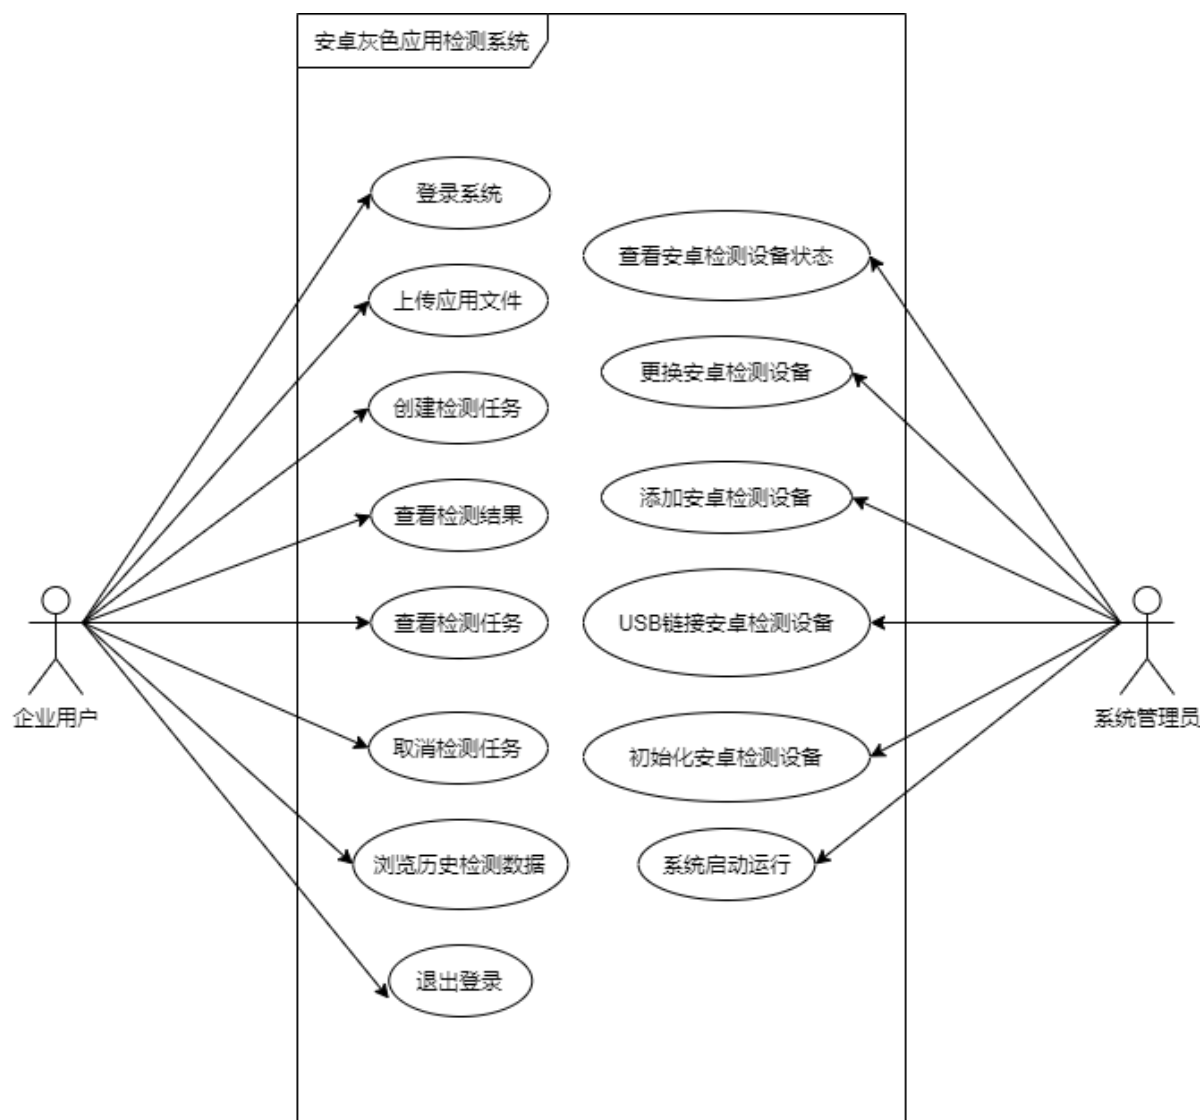 安卓灰色应用检测系统
登录系统
上传应用文件
创建检测任务
查看检测结果
查看检测任务
取消检测任务
浏览历史检测数据
退出登录
查看安卓检测设备状态
更换安卓检测设备
添加安卓检测设备
USB链接安卓检测设备
初始化安卓检测设备
系统启动运行
企业用户
系统管理员